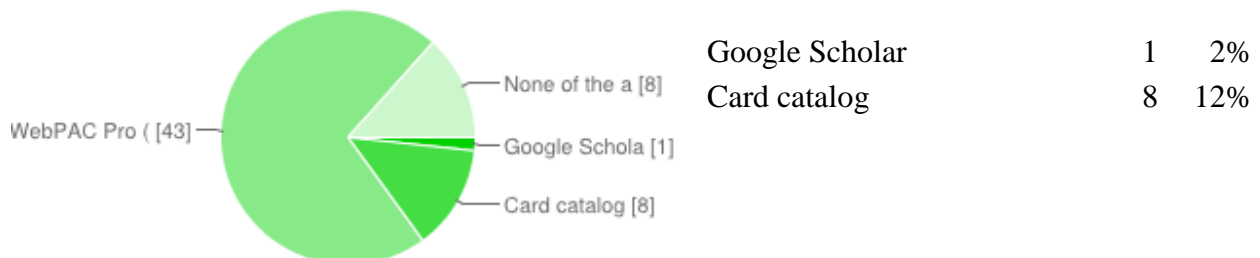 None of the a [8]
WebPAC Pro ( [43]
Google Schola [1]
Card catalog [8]
Google Scholar 1 2%
Card catalog 8 12%